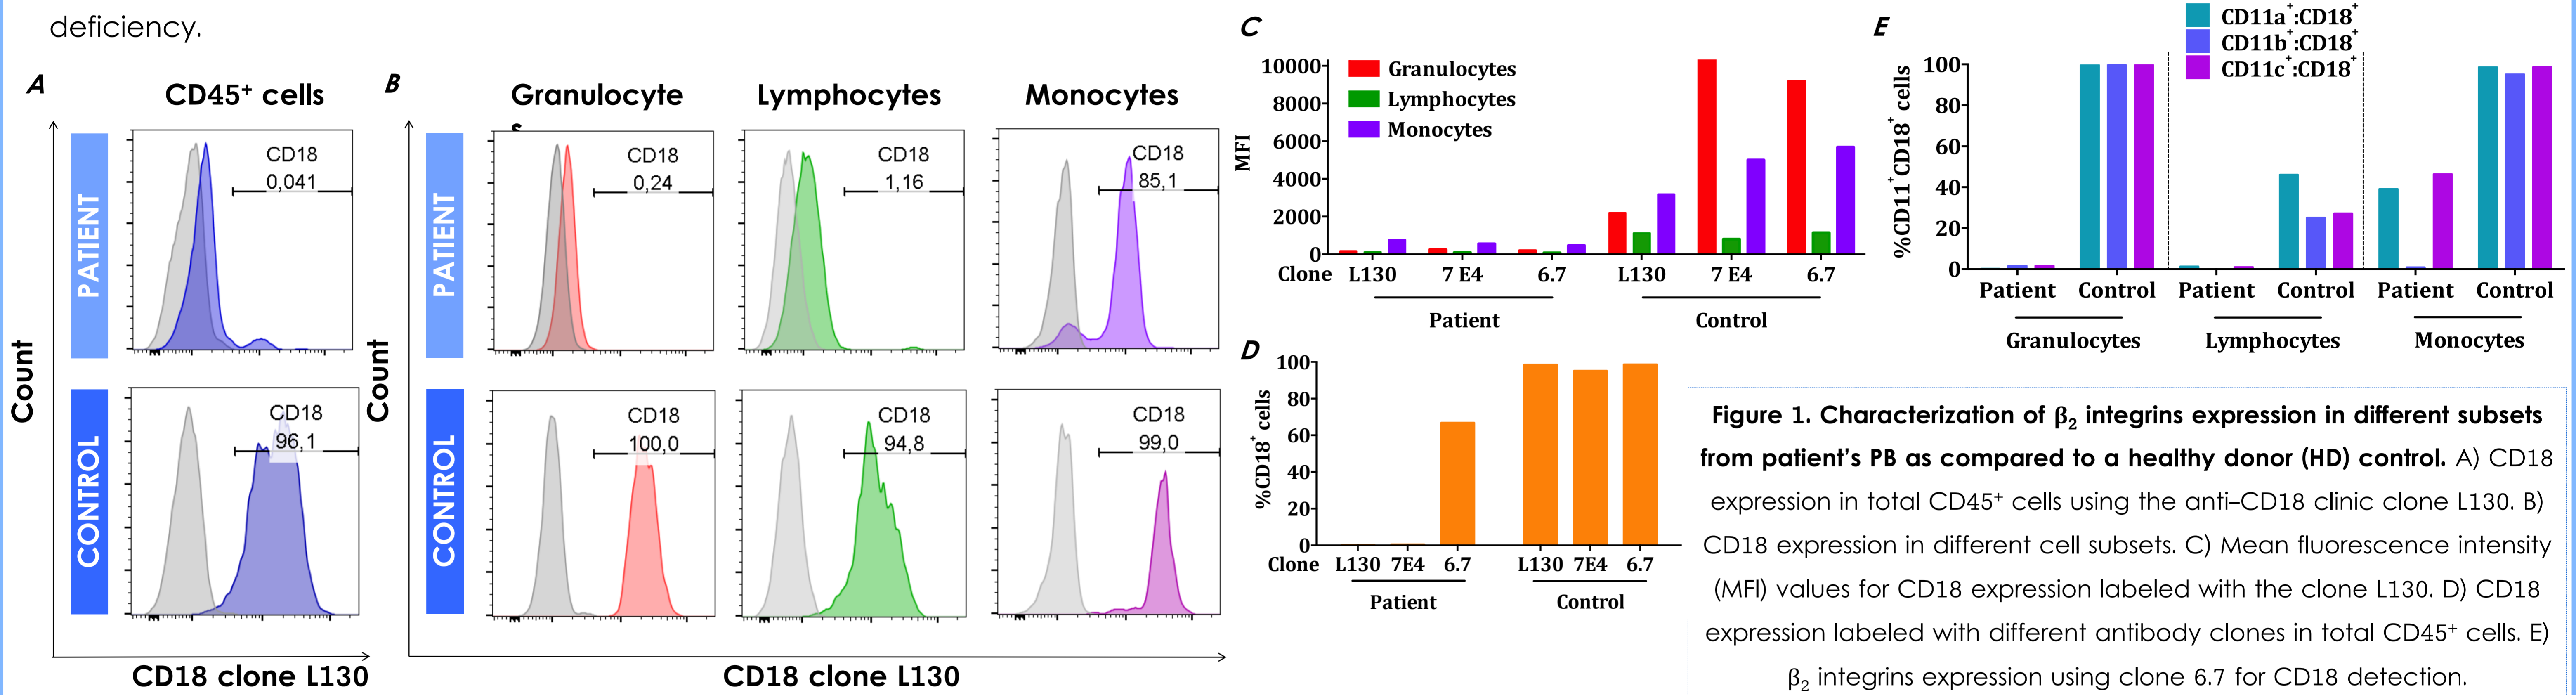 deficiency.
A
CD45⁺ cells
PATIENT
CD18
0,041
CONTROL
CD18
96,1
Count
CD18 clone L130
B
Granulocyte
s
Lymphocytes
Monocytes
PATIENT
CD18
0,24
CD18
1,16
CD18
85,1
CONTROL
CD18
100,0
CD18
94,8
CD18
99,0
Count
CD18 clone L130
C
Granulocytes
Lymphocytes
Monocytes
MFI
10000
8000
6000
4000
2000
0
Clone L130 7 E4 6.7 L130 7 E4 6.7
Patient Control
D
%CD18⁺ cells
100
80
60
40
20
0
Clone L130 7E4 6.7 L130 7E4 6.7
Patient Control
E
CD11a⁺:CD18⁺
CD11b⁺:CD18⁺
CD11c⁺:CD18⁺
%CD11⁺CD18⁺ cells
100
80
60
40
20
0
Patient Control Patient Control Patient Control
Granulocytes Lymphocytes Monocytes
Figure 1. Characterization of β₂ integrins expression in different subsets
from patient’s PB as compared to a healthy donor (HD) control. A) CD18
expression in total CD45⁺ cells using the anti–CD18 clinic clone L130. B)
CD18 expression in different cell subsets. C) Mean fluorescence intensity
(MFI) values for CD18 expression labeled with the clone L130. D) CD18
expression labeled with different antibody clones in total CD45⁺ cells. E)
β₂ integrins expression using clone 6.7 for CD18 detection.